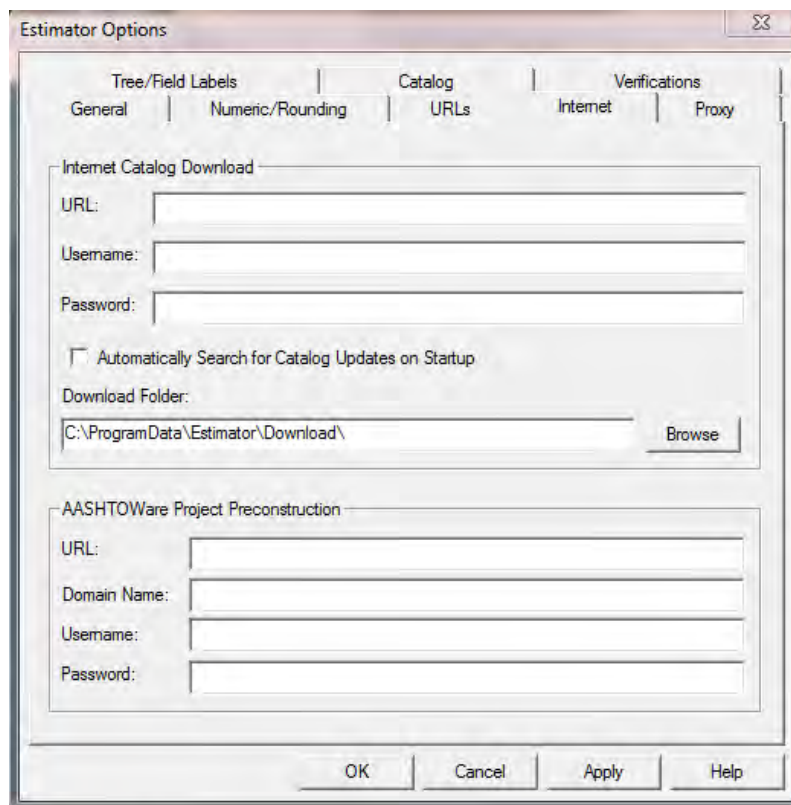 Estimator Options
Tree/Field Labels Catalog Verifications
General Numeric/Rounding URLs Internet Proxy
Internet Catalog Download
URL:
Username:
Password:
Automatically Search for Catalog Updates on Startup
Download Folder:
C:\ProgramData\Estimator\Download\ Browse
AASHTOWare Project Preconstruction
URL:
Domain Name:
Username:
Password:
OK Cancel Apply Help